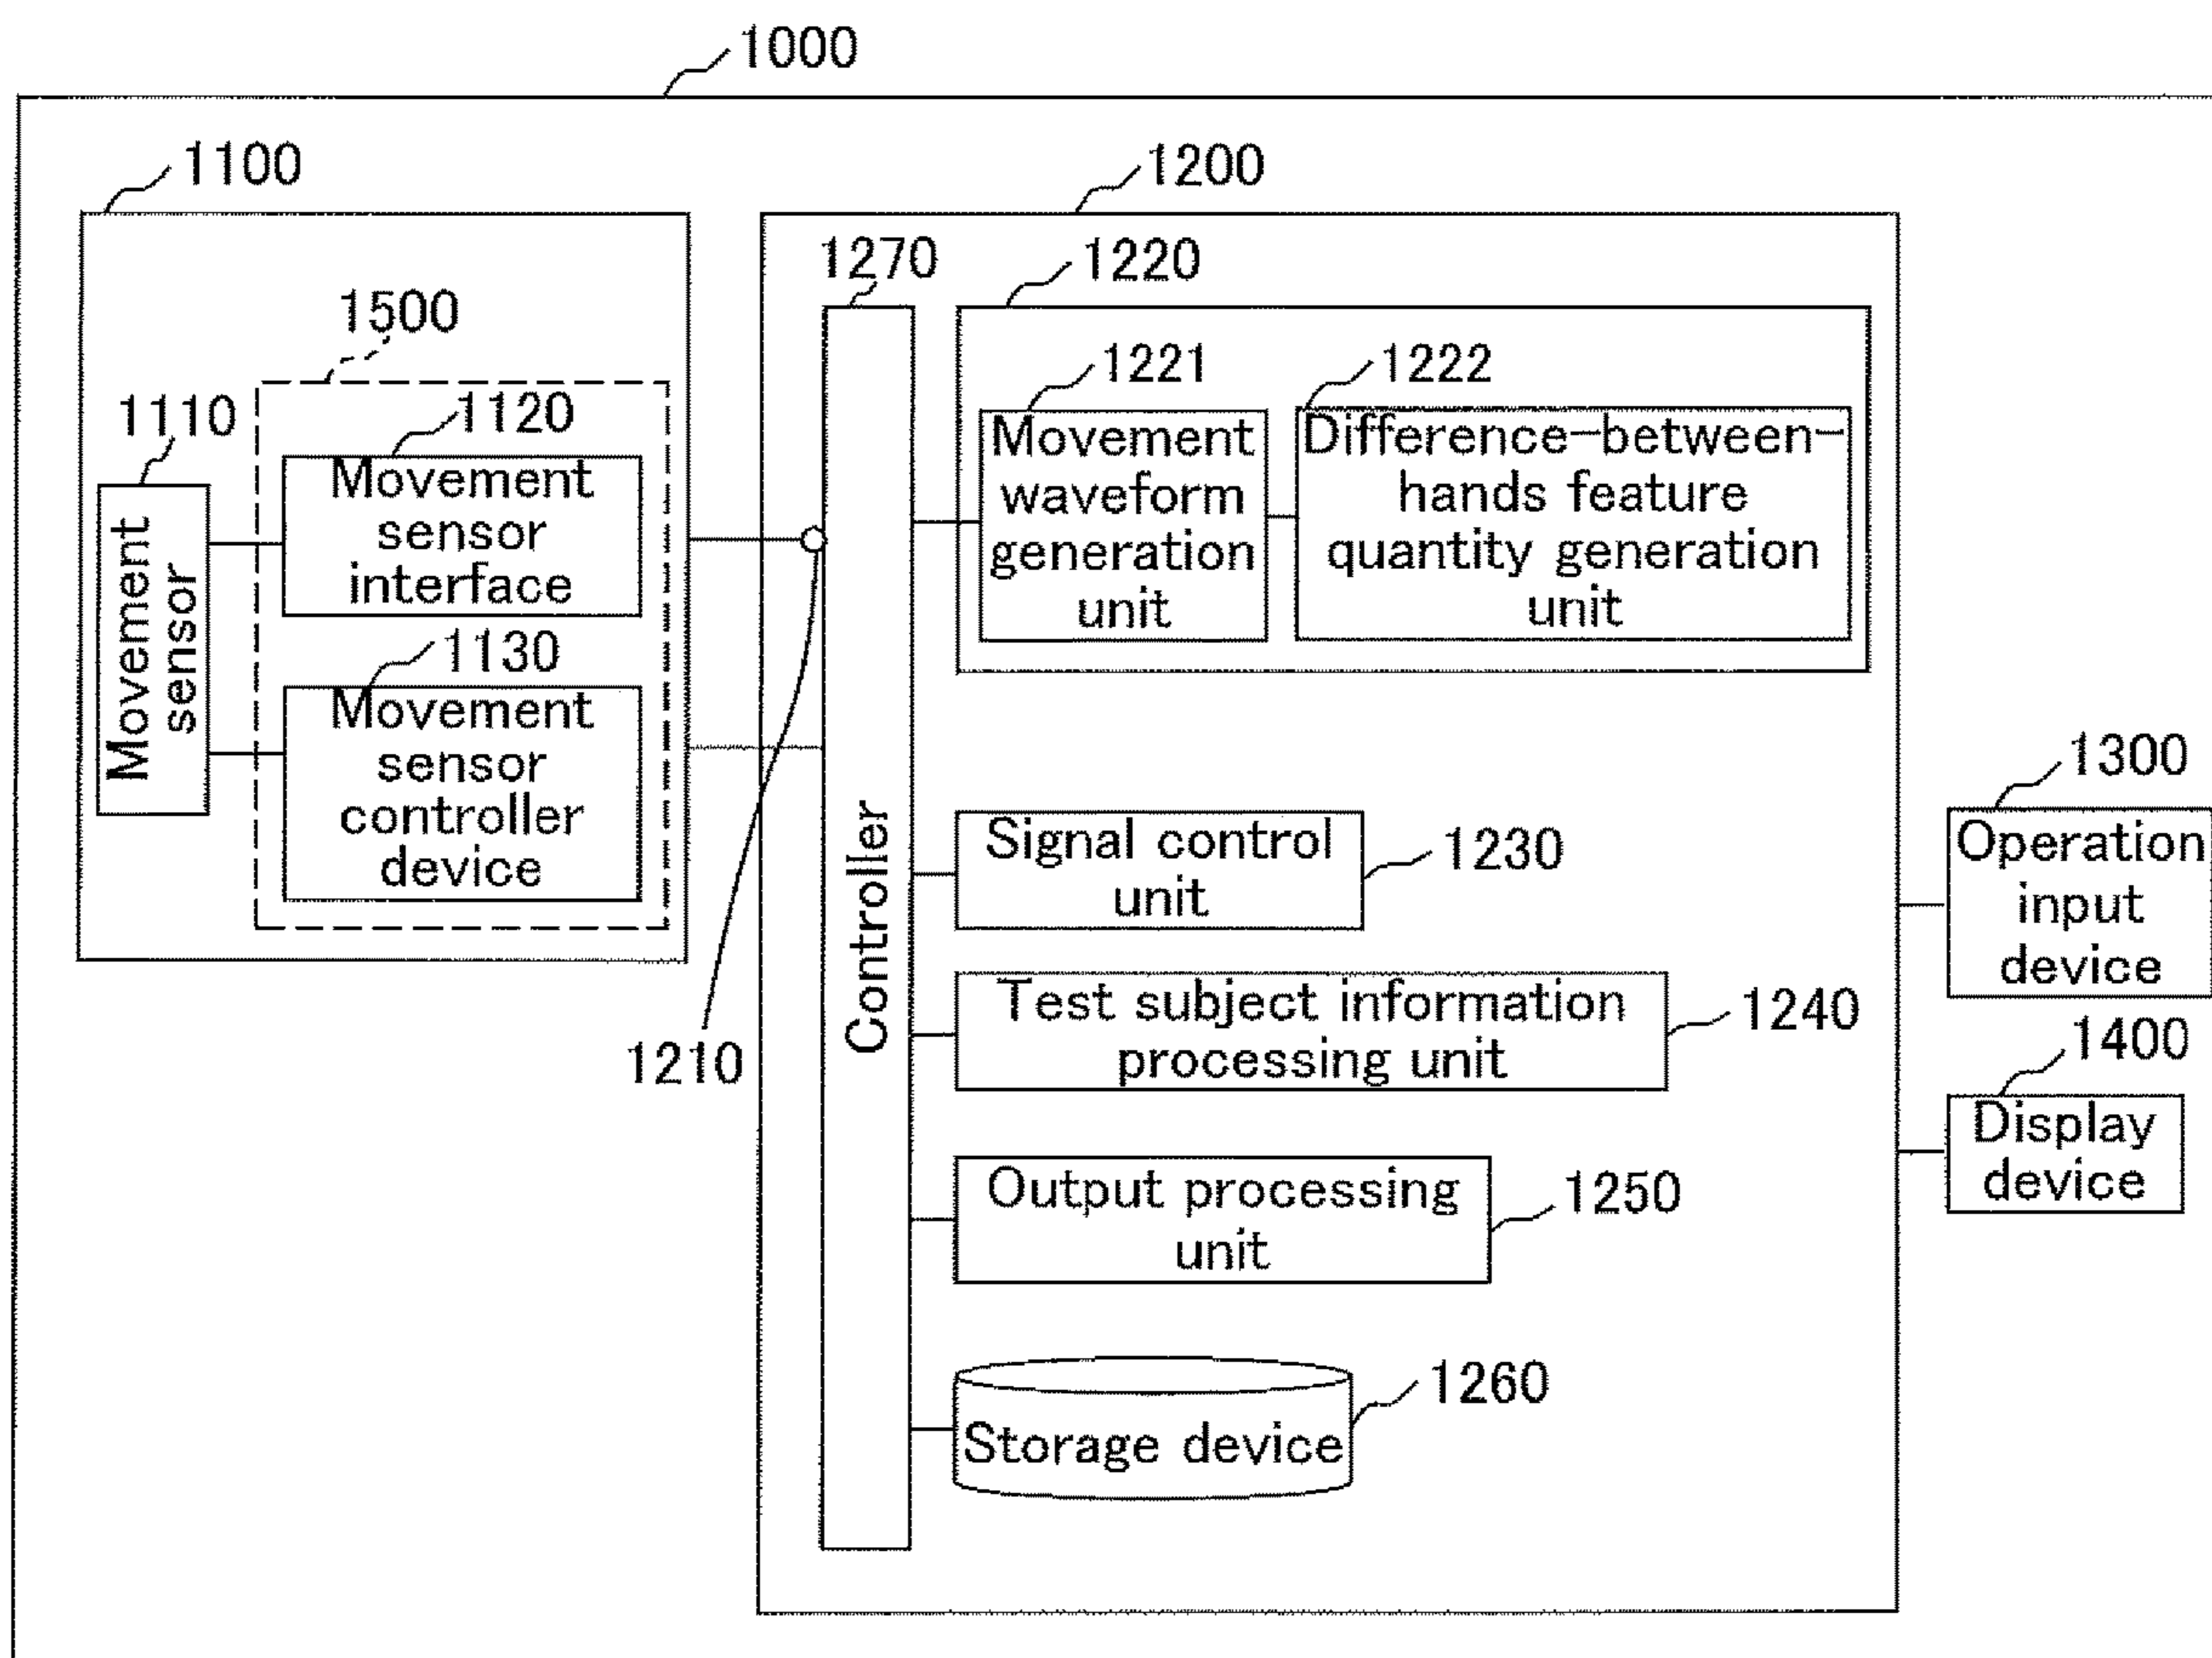 1000
1100
1200
1270
1220
1500
1221
1222
1110
1120
Movement
sensor
interface
Movement
waveform
generation
unit
Difference-between-
hands feature
quantity generation
unit
Movement
sensor
1130
Movement
sensor
controller
device
1300
Operation
input
device
Controller
Signal control
unit
1230
1210
Test subject information
processing unit
1240
1400
Display
device
Output processing
unit
1250
Storage device
1260